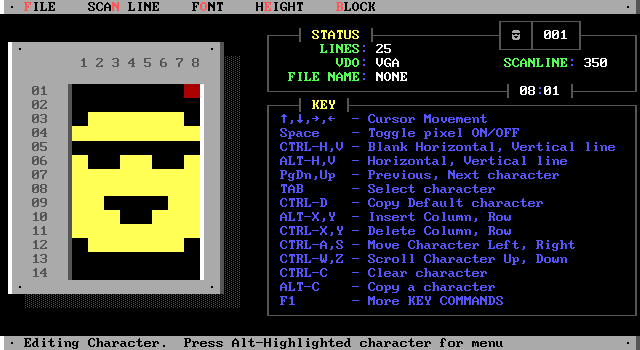 FILE SCAN LINE FONT HEIGHT BLOCK
1 2 3 4 5 6 7 8
01
02
03
04
05
06
07
08
09
10
11
12
13
14
STATUS
LINES: 25
VDO: VGA
FILE NAME: NONE
001
SCANLINE: 350
08:01
KEY
↑,↓,→,← - Cursor Movement
Space - Toggle pixel ON/OFF
CTRL-H,V - Blank Horizontal, Vertical line
ALT-H,V - Horizontal, Vertical line
PgDn,Up - Previous, Next character
TAB - Select character
CTRL-D - Copy Default character
ALT-X,Y - Insert Column, Row
CTRL-X,Y - Delete Column, Row
CTRL-A,S - Move Character Left, Right
CTRL-W,Z - Scroll Character Up, Down
CTRL-C - Clear character
ALT-C - Copy a character
F1 - More KEY COMMANDS
Editing Character. Press Alt-Highlighted character for menu